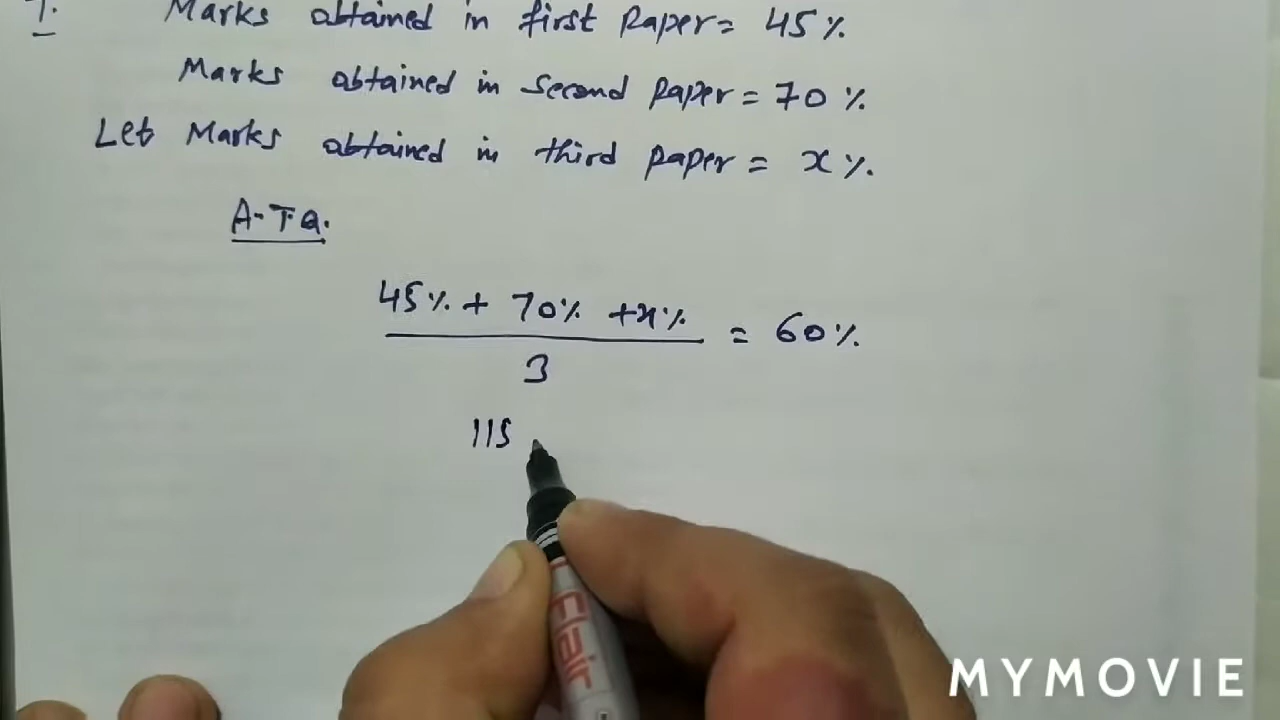 7. Marks obtained in first Paper = 45%
Marks obtained in Second Paper = 70%
Let Marks obtained in third Paper = x%.
A.T.Q.
45% + 70% + x%
3
= 60%
115
Flair
MYMOVIE